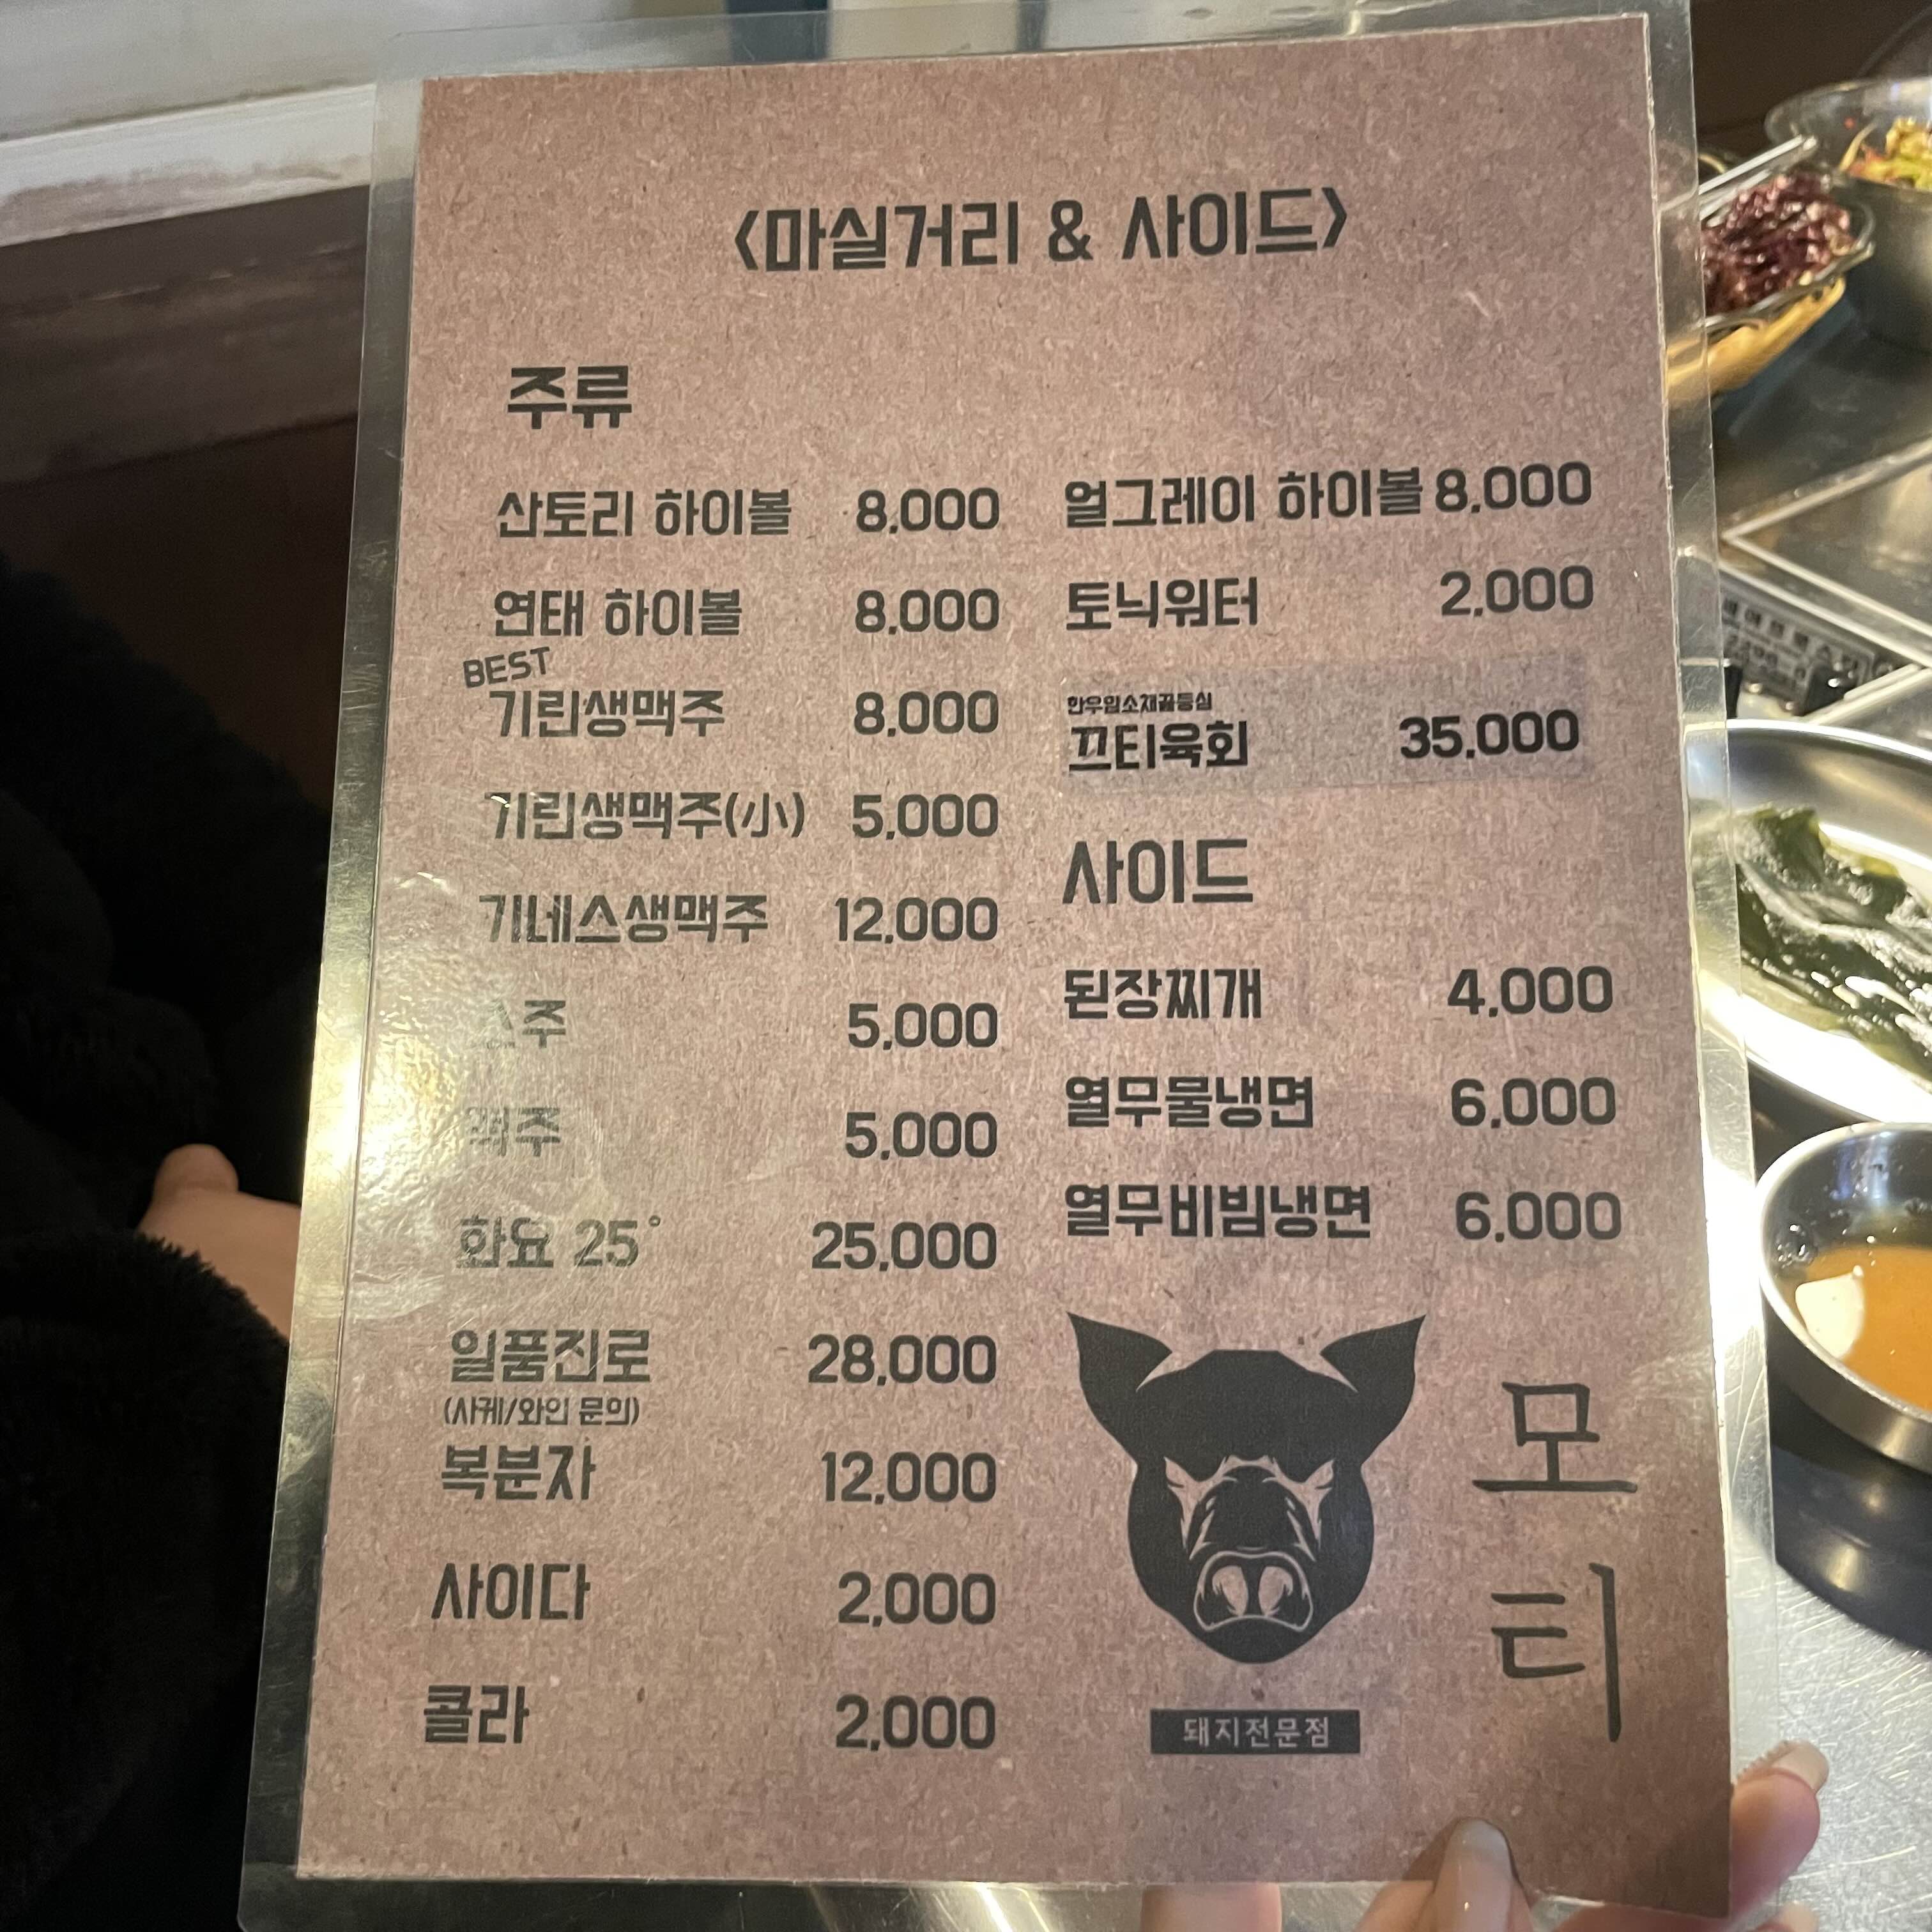 <마실거리 & 사이드>
주류
산토리 하이볼 8,000
연태 하이볼 8,000
BEST
기린생맥주 8,000
기린생맥주(小) 5,000
기네스생맥주 12,000
소주 5,000
맥주 5,000
화요 25° 25,000
일품진로 28,000
(사케/와인 문의)
복분자 12,000
사이다 2,000
콜라 2,000
얼그레이 하이볼 8,000
토닉워터 2,000
한우암소채끝등심
끄티육회 35,000
사이드
된장찌개 4,000
열무물냉면 6,000
열무비빔냉면 6,000
모티
돼지전문점